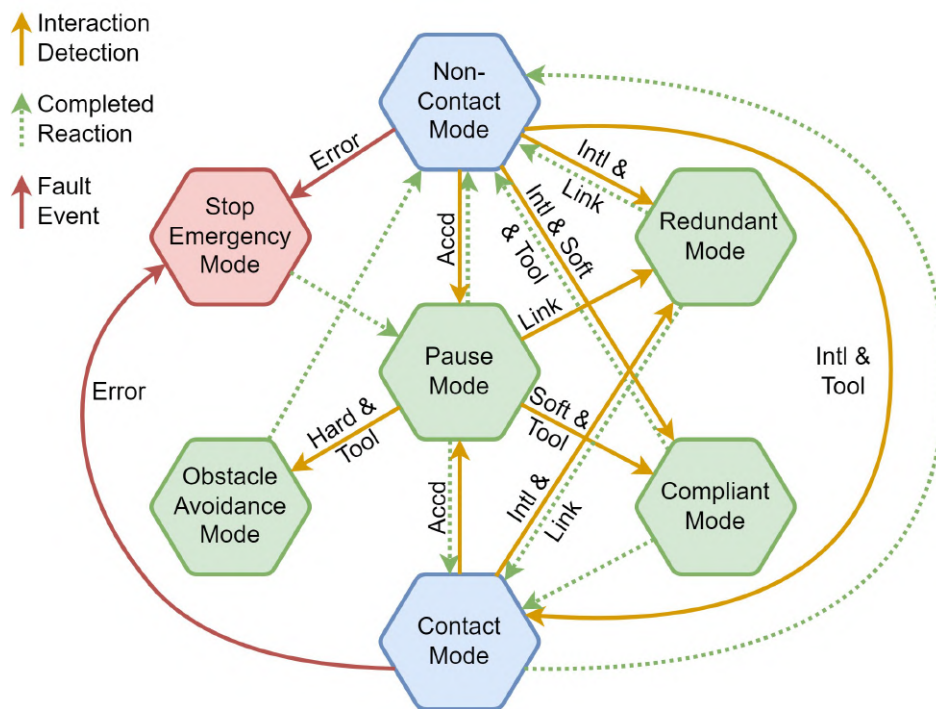 Interaction
Detection
Completed
Reaction
Fault
Event
Non-
Contact
Mode
Error
Intl &
Link
Stop
Emergency
Mode
Accd
Intl & Soft
& Tool
Redundant
Mode
Link
Pause
Mode
Intl &
Tool
Error
Hard &
Tool
Soft &
Tool
Obstacle
Avoidance
Mode
Accd
Intl &
Link
Compliant
Mode
Contact
Mode